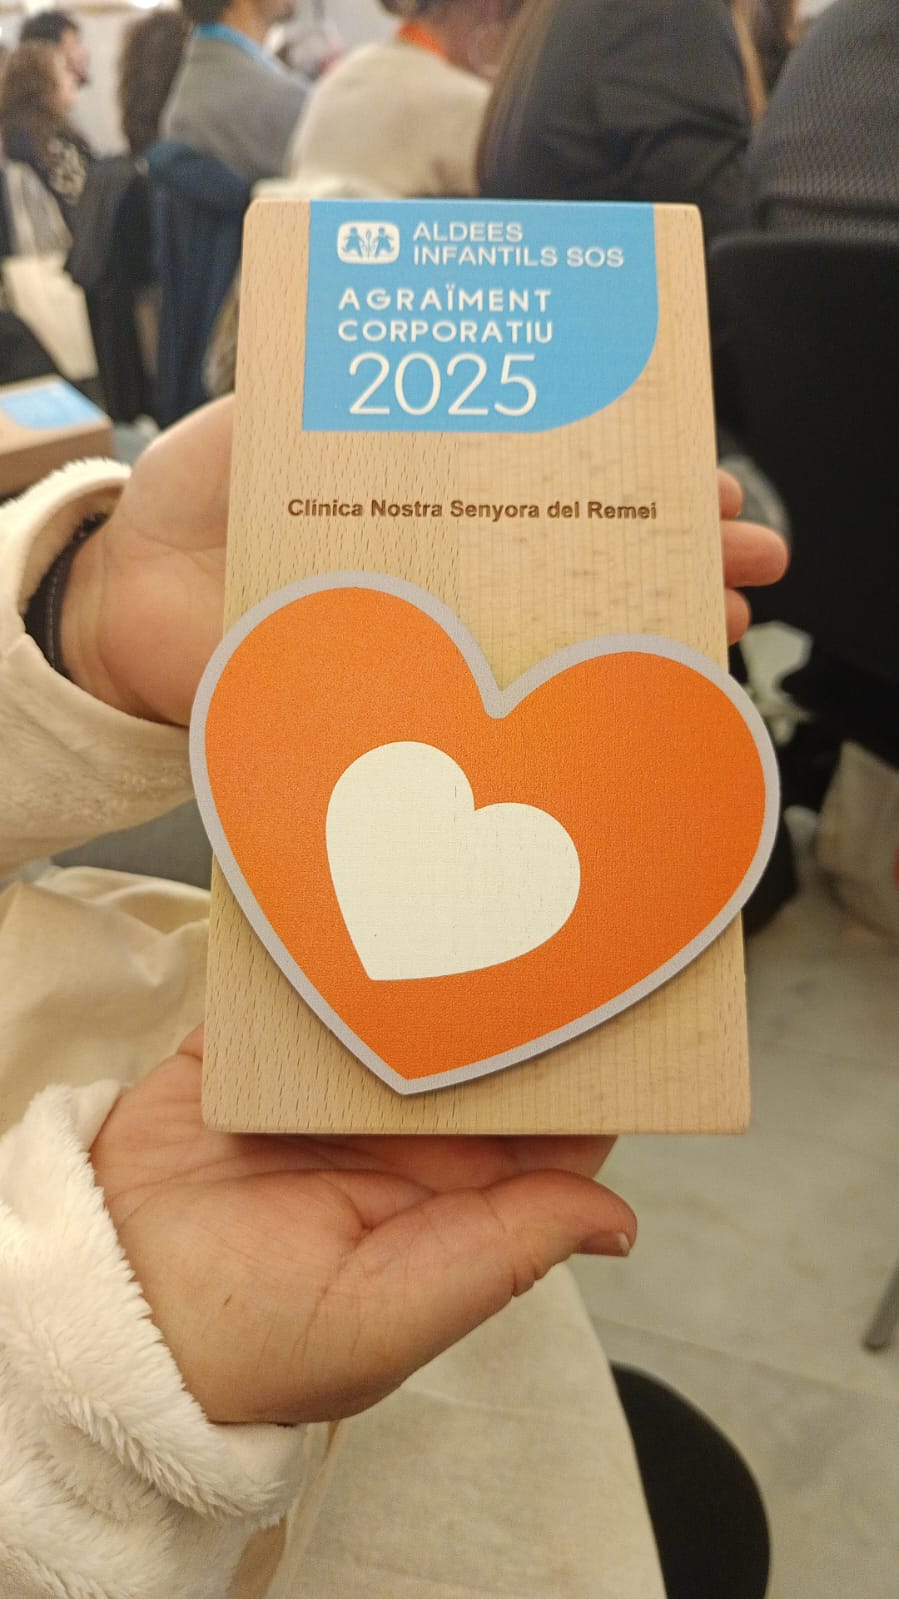 ALDEES
INFANTILS SOS
AGRAÏMENT
CORPORATIU
2025
Clínica Nostra Senyora del Remei